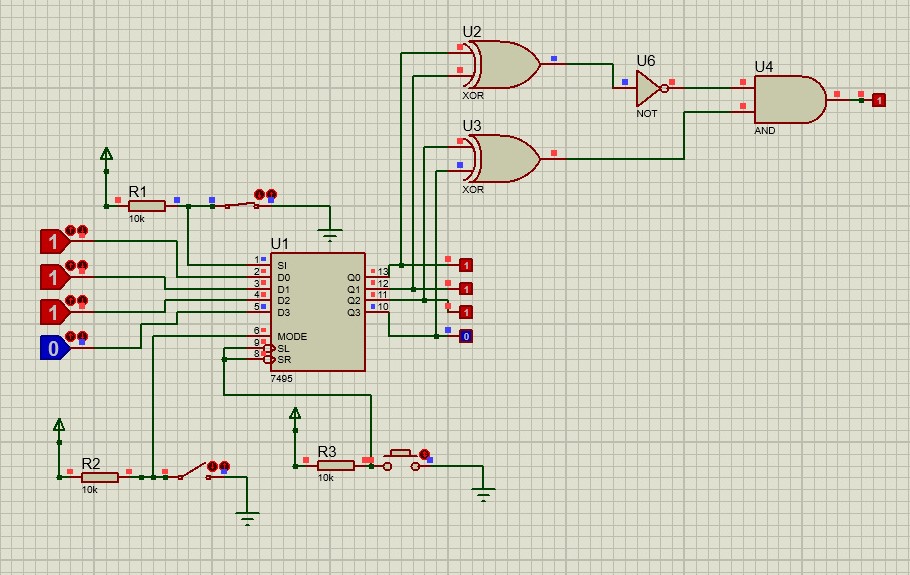 U2
XOR
U6
NOT
U4
AND
1
U3
XOR
R1
10k
1
1
1
0
U1
1 SI
2 D0
3 D1
4 D2
5 D3
6 MODE
9 SL
8 SR
Q0 13
Q1 12
Q2 11
Q3 10
7495
1
1
1
0
R2
10k
R3
10k